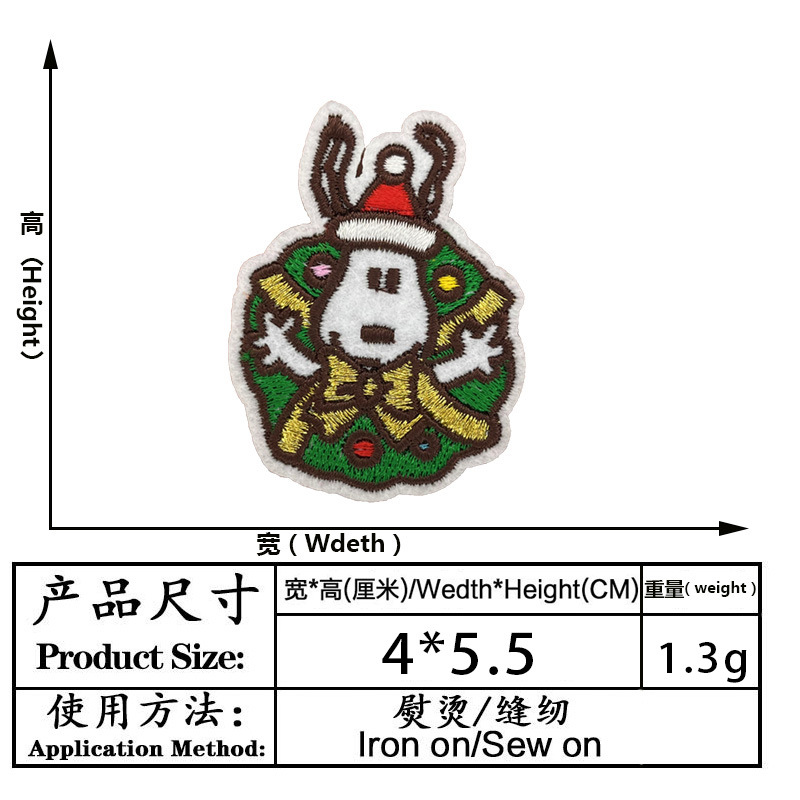 高
(Height)
宽 ( Wdeth )
产品尺寸
Product Size:
宽*高(厘米)/Wedth*Height(CM)
重量( weight )
4*5.5
1.3g
使用方法:
Application Method:
熨烫/缝纫
Iron on/Sew on